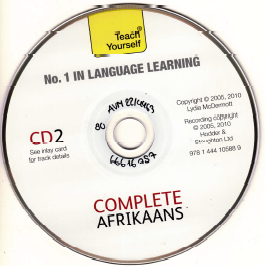 Teach
Yourself
No. 1 IN LANGUAGE LEARNING
CD2
See inlay card
for track details
Copyright © 2005, 2010
Lydia McDermott
Recording copyright
© 2005, 2010
Hodder &
Stoughton Ltd
978 1 444 10588 9
80
COMPLETE
AFRIKAANS